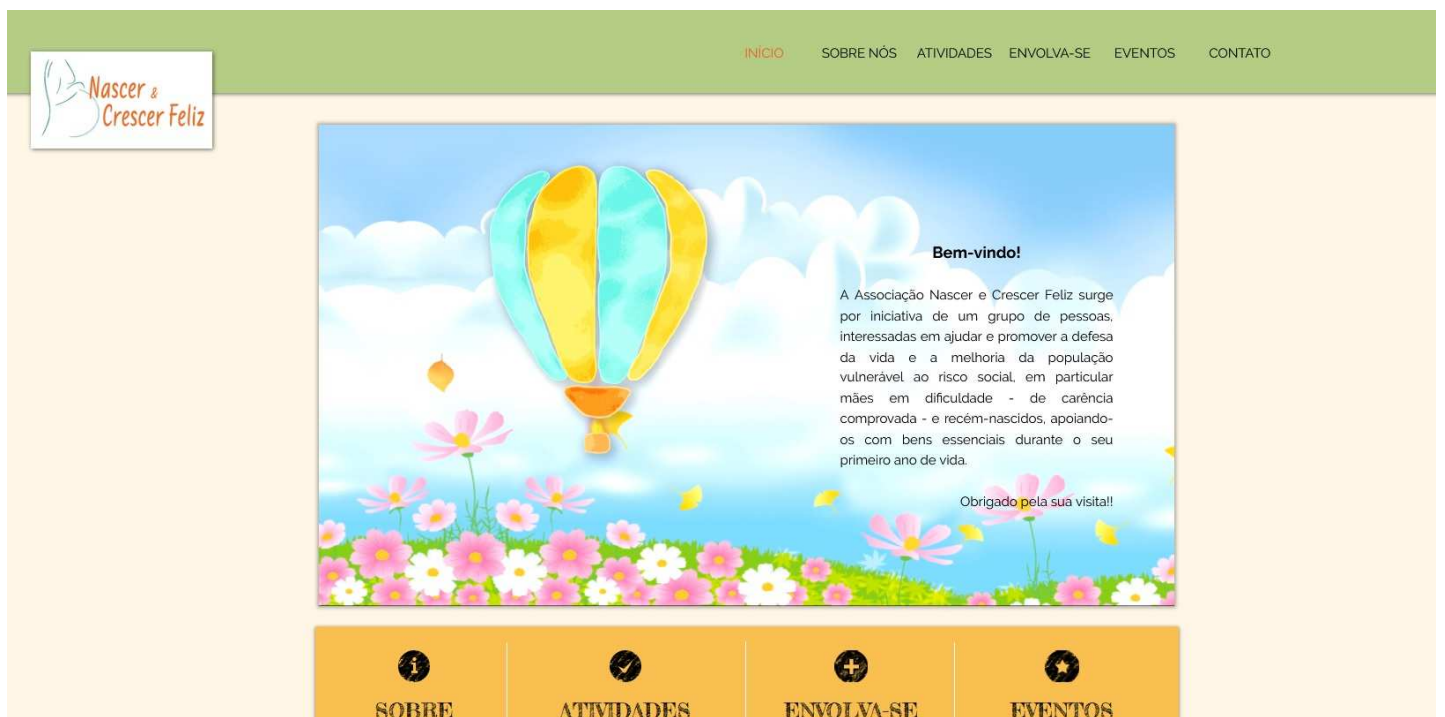 INÍCIO SOBRE NÓS ATIVIDADES ENVOLVA-SE EVENTOS CONTATO
Nascer &
Crescer Feliz
Bem-vindo!
A Associação Nascer e Crescer Feliz surge
por iniciativa de um grupo de pessoas,
interessadas em ajudar e promover a defesa
da vida e a melhoria da população
vulnerável ao risco social, em particular
mães em dificuldade - de carência
comprovada - e recém-nascidos, apoiando-
os com bens essenciais durante o seu
primeiro ano de vida.
Obrigado pela sua visita!!
SOBRE ATIVIDADES ENVOLVA-SE EVENTOS